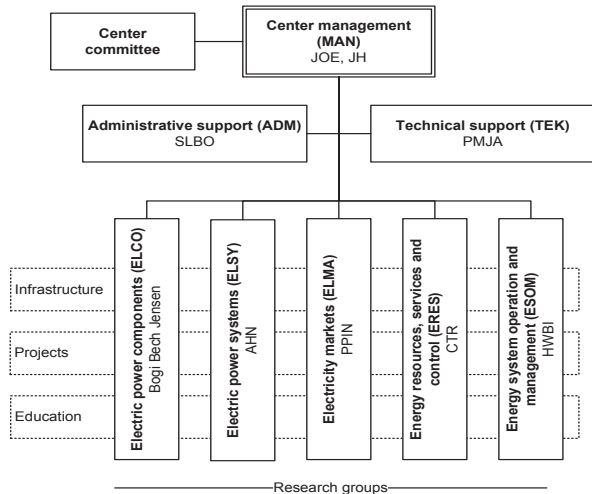 Center
committee
Center management
(MAN)
JOE, JH
Administrative support (ADM)
SLBO
Technical support (TEK)
PMJA
Infrastructure
Projects
Education
Electric power components (ELCO)
Bogi Bech Jensen
Electric power systems (ELSY)
AHN
Electricity markets (ELMA)
PPIN
Energy resources, services and
control (ERES)
CTR
Energy system operation and
management (ESOM)
HWBI
Research groups